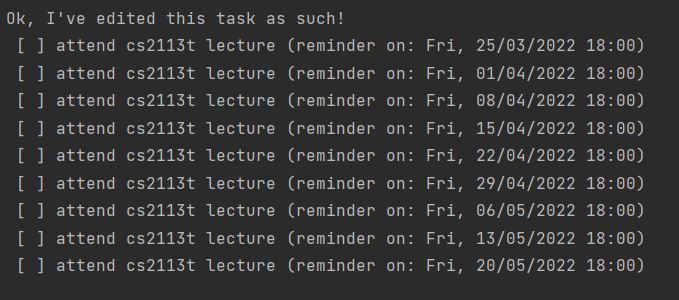 Ok, I've edited this task as such!
[ ] attend cs2113t lecture (reminder on: Fri, 25/03/2022 18:00)
[ ] attend cs2113t lecture (reminder on: Fri, 01/04/2022 18:00)
[ ] attend cs2113t lecture (reminder on: Fri, 08/04/2022 18:00)
[ ] attend cs2113t lecture (reminder on: Fri, 15/04/2022 18:00)
[ ] attend cs2113t lecture (reminder on: Fri, 22/04/2022 18:00)
[ ] attend cs2113t lecture (reminder on: Fri, 29/04/2022 18:00)
[ ] attend cs2113t lecture (reminder on: Fri, 06/05/2022 18:00)
[ ] attend cs2113t lecture (reminder on: Fri, 13/05/2022 18:00)
[ ] attend cs2113t lecture (reminder on: Fri, 20/05/2022 18:00)